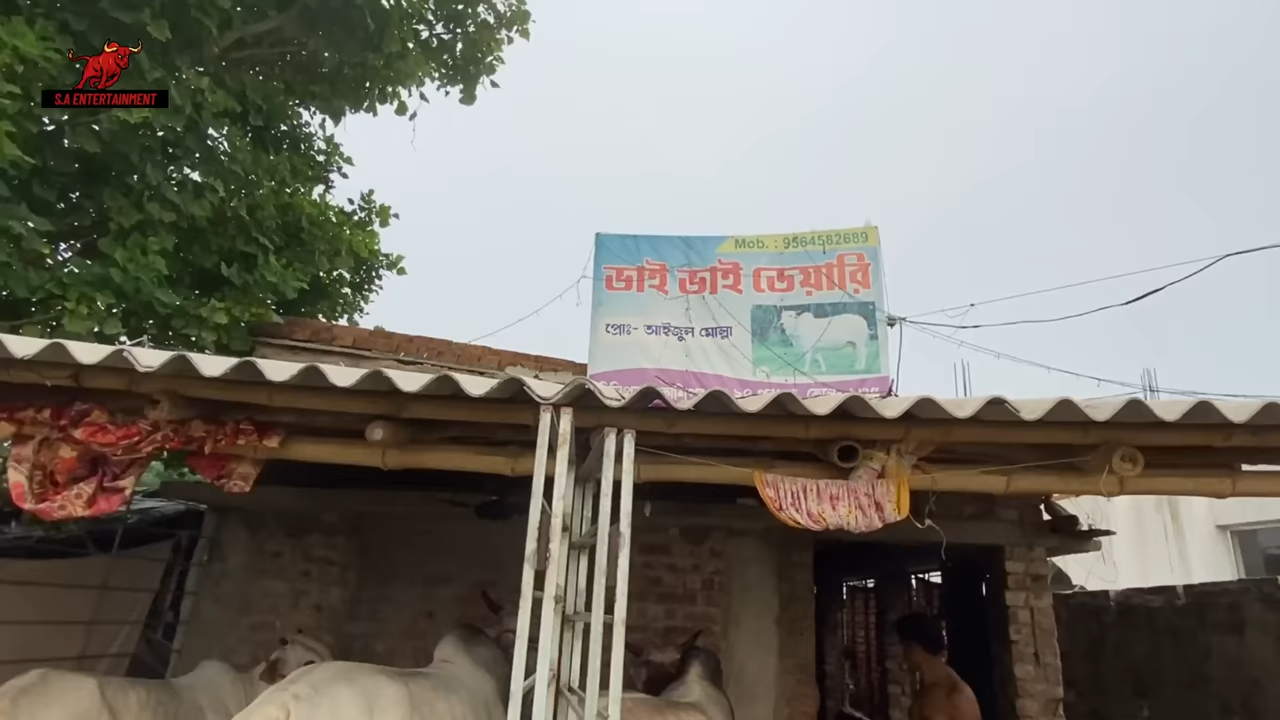 S.A ENTERTAINMENT
Mob. : 9564582689
ভাই ভাই ডেয়ারি
প্রোঃ- আইজুল মোল্লা